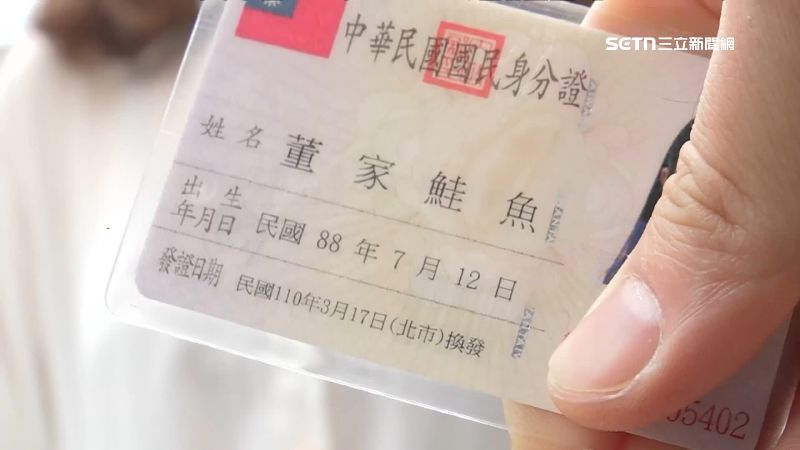 SETN三立新聞網
中華民國國民身分證
姓名 董家鮭魚
出生
年月日 民國 88 年 7 月 12 日
發證日期 民國110年3月17日(北市)換發
5402